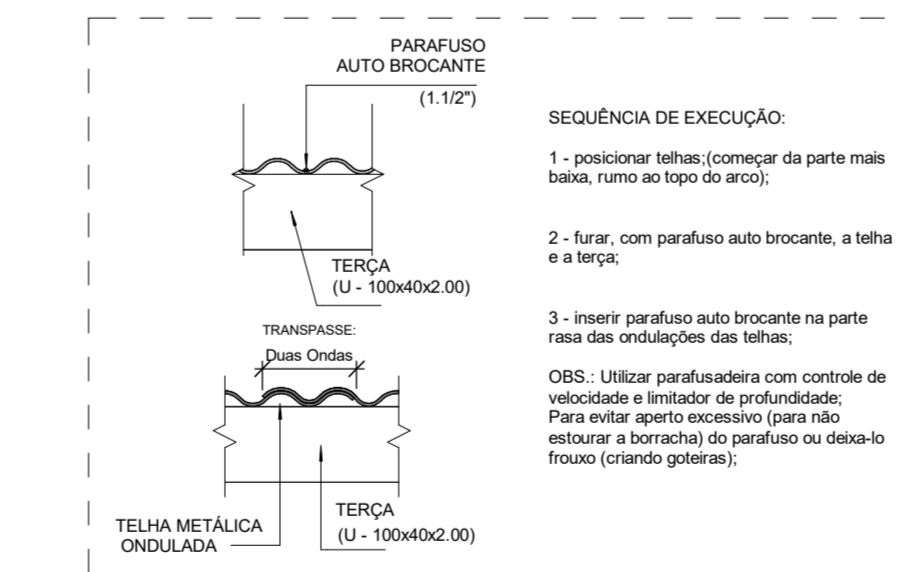 PARAFUSO
AUTO BROCANTE
(1.1/2")
TERÇA
(U - 100x40x2.00)
TRANSPASSE:
Duas Ondas
TELHA METÁLICA
ONDULADA
TERÇA
(U - 100x40x2.00)
SEQUÊNCIA DE EXECUÇÃO:
1 - posicionar telhas;(começar da parte mais
baixa, rumo ao topo do arco);
2 - furar, com parafuso auto brocante, a telha
e a terça;
3 - inserir parafuso auto brocante na parte
rasa das ondulações das telhas;
OBS.: Utilizar parafusadeira com controle de
velocidade e limitador de profundidade;
Para evitar aperto excessivo (para não
estourar a borracha) do parafuso ou deixa-lo
frouxo (criando goteiras);